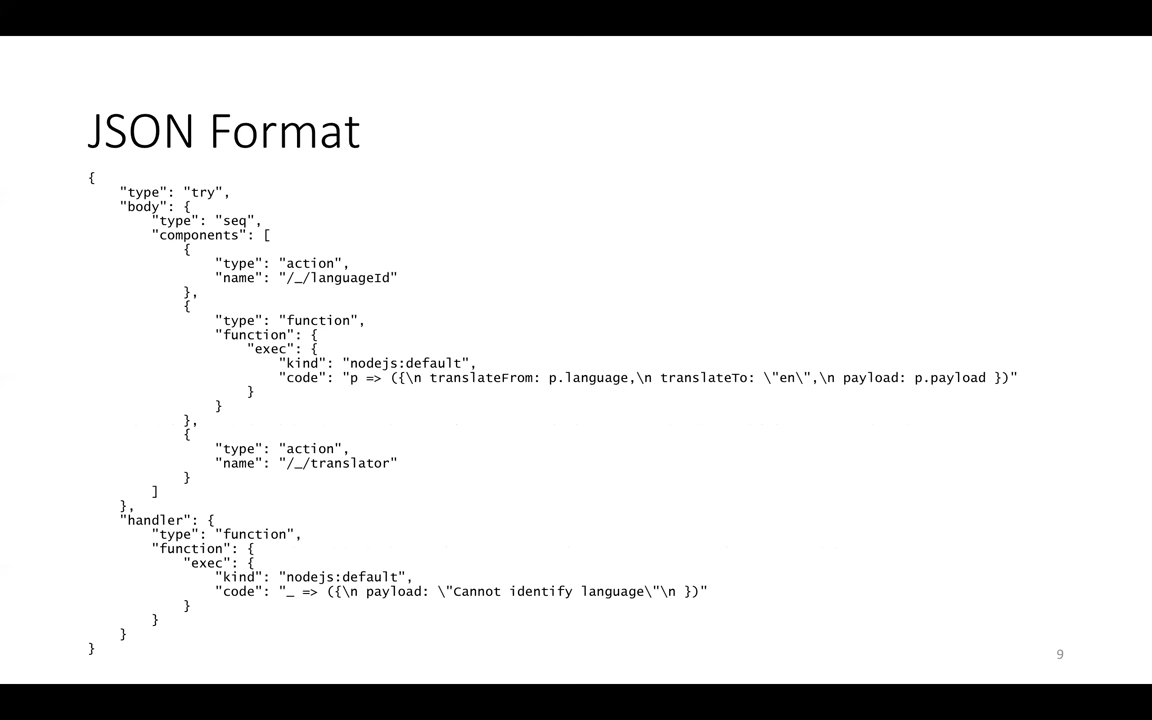 JSON Format
{
    "type": "try",
    "body": {
        "type": "seq",
        "components": [
            {
                "type": "action",
                "name": "/_/languageId"
            },
            {
                "type": "function",
                "function": {
                    "exec": {
                        "kind": "nodejs:default",
                        "code": "p => ({\n translateFrom: p.language,\n translateTo: \"en\",\n payload: p.payload })"
                    }
                }
            },
            {
                "type": "action",
                "name": "/_/translator"
            }
        ]
    },
    "handler": {
        "type": "function",
        "function": {
            "exec": {
                "kind": "nodejs:default",
                "code": "_ => ({\n payload: \"Cannot identify language\"\n })"
            }
        }
    }
}
9